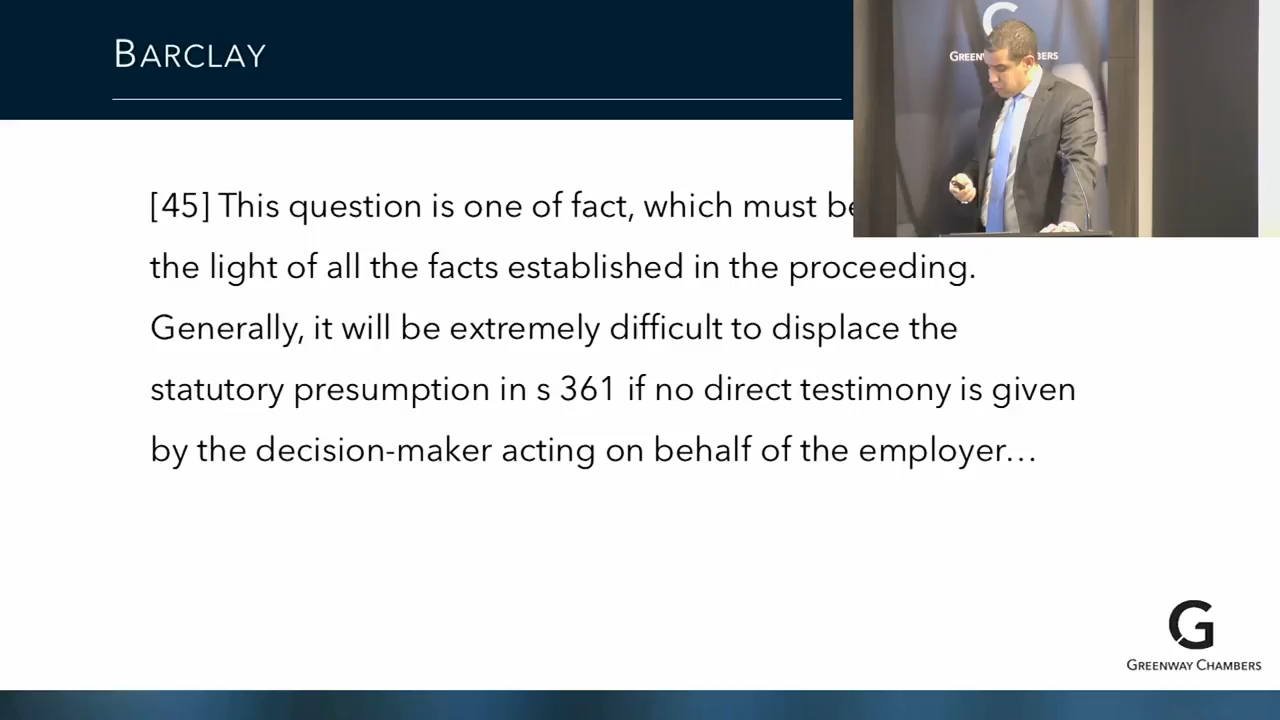 BARCLAY
[45] This question is one of fact, which must be
the light of all the facts established in the proceeding.
Generally, it will be extremely difficult to displace the
statutory presumption in s 361 if no direct testimony is given
by the decision-maker acting on behalf of the employer…
GREENWAY CHAMBERS
G
GREENWAY CHAMBERS